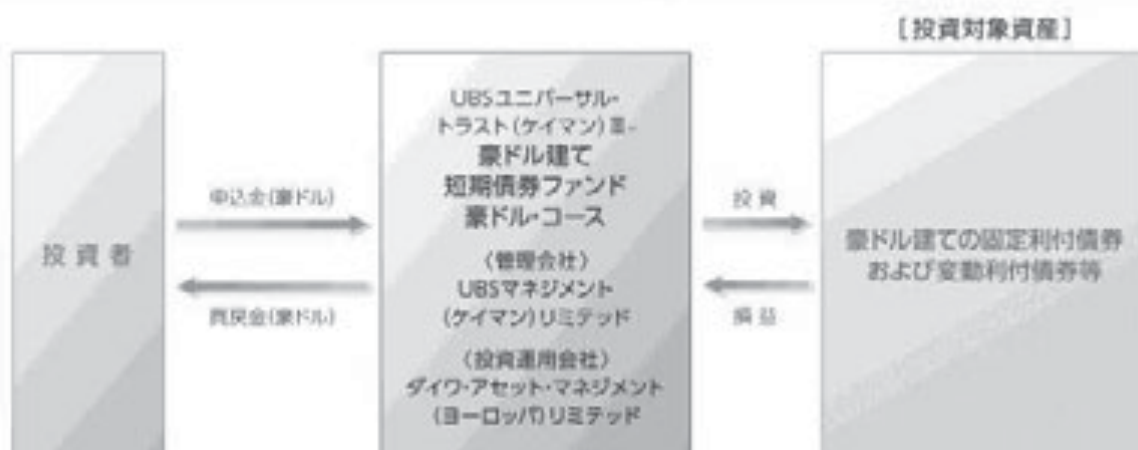 [投資対象資産]
投資者
申込金(豪ドル)
買戻金(豪ドル)
UBSユニバーサル・
トラスト(ケイマン)Ⅲ-
豪ドル建て
短期債券ファンド
豪ドル・コース
(管理会社)
UBSマネジメント
(ケイマン)リミテッド
(投資運用会社)
ダイワ・アセット・マネジメント
(ヨーロッパ)リミテッド
投資
損益
豪ドル建ての固定利付債券
および変動利付債券等